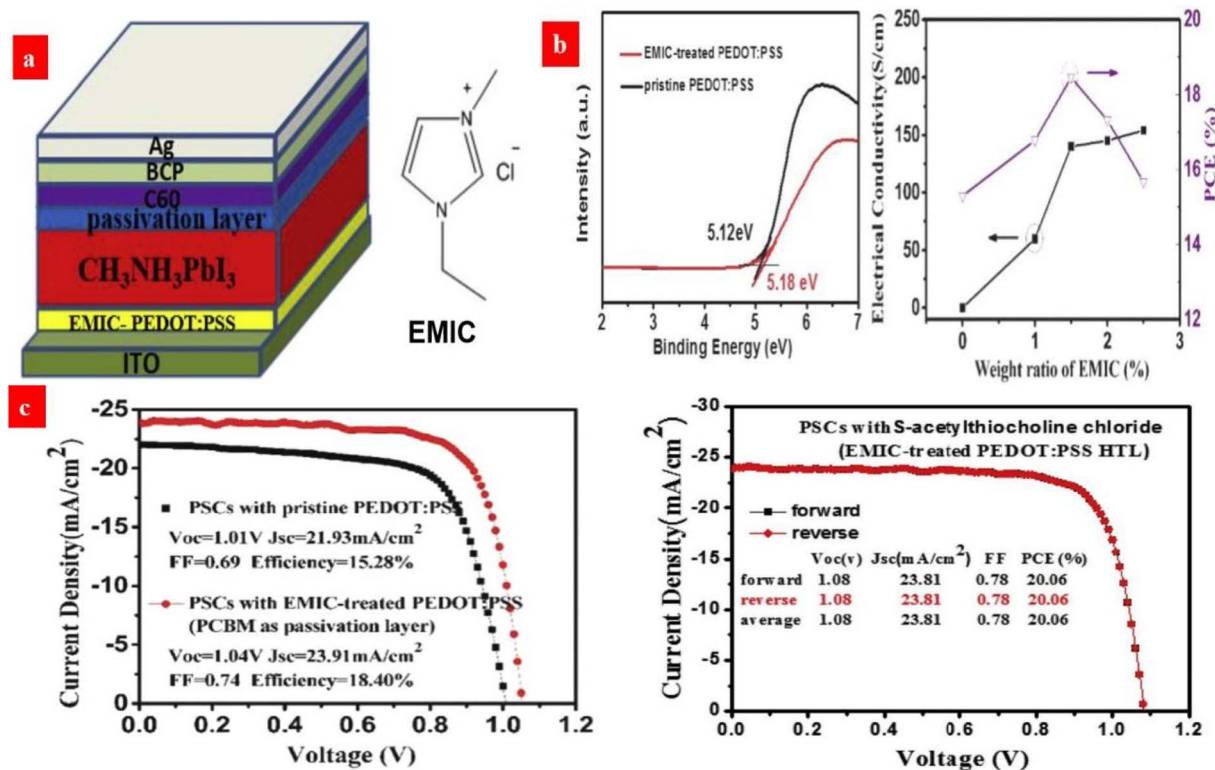 a
Ag
BCP
C60
passivation layer
CH3NH3PbI3
EMIC- PEDOT:PSS
ITO
N
+
Cl
-
N
EMIC
b
EMIC-treated PEDOT:PSS
pristine PEDOT:PSS
Intensity (a.u.)
5.12eV
5.18 eV
2 3 4 5 6 7
Binding Energy (eV)
Electrical Conductivity(S/cm)
250
200
150
100
50
0
20
18
16
14
12
PCE (%)
0 1 2 3
Weight ratio of EMIC (%)
c
Current Density(mA/cm2)
-25
-20
-15
-10
-5
0
PSCs with pristine PEDOT:PSS
Voc=1.01V Jsc=21.93mA/cm2
FF=0.69 Efficiency=15.28%
PSCs with EMIC-treated PEDOT:PSS
(PCBM as passivation layer)
Voc=1.04V Jsc=23.91mA/cm2
FF=0.74 Efficiency=18.40%
0.0 0.2 0.4 0.6 0.8 1.0 1.2
Voltage (V)
Current Density(mA/cm2)
-30
-25
-20
-15
-10
-5
0
PSCs with S-acetylthiocholine chloride
(EMIC-treated PEDOT:PSS HTL)
forward
reverse
Voc(v) Jsc(mA/cm2) FF PCE (%)
forward 1.08 23.81 0.78 20.06
reverse 1.08 23.81 0.78 20.06
average 1.08 23.81 0.78 20.06
0.0 0.2 0.4 0.6 0.8 1.0 1.2
Voltage (V)